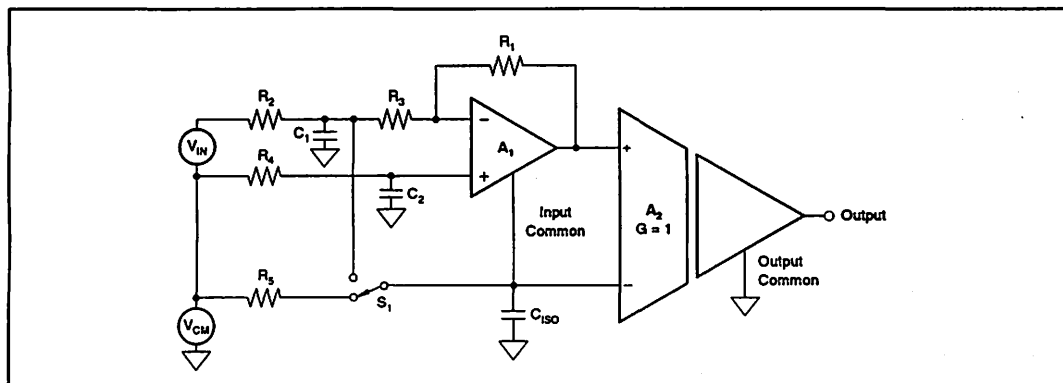 R1
R2
R3
C1
VIN
A1
R4
C2
Input
Common
A2
G = 1
Output
Output
Common
R5
S1
CISO
VCM
−
+
+
−